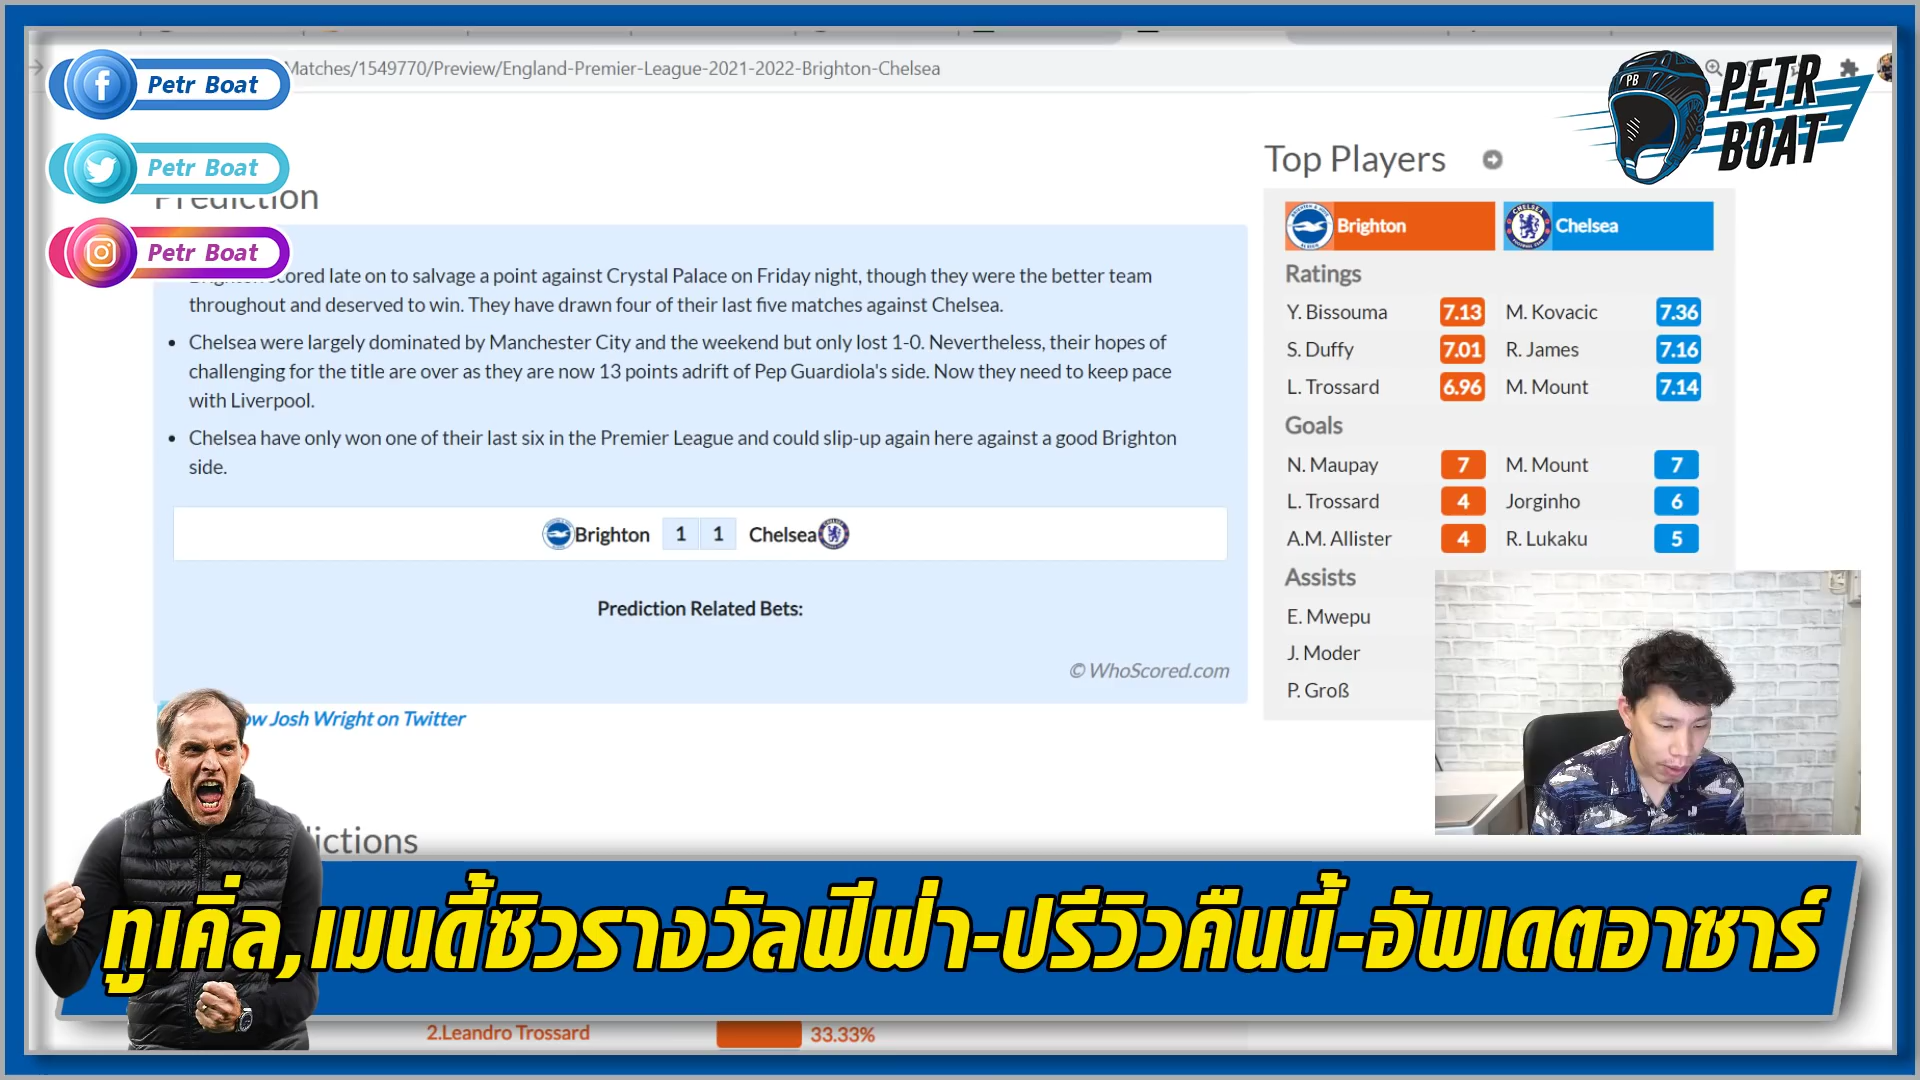 Matches/1549770/Preview/England-Premier-League-2021-2022-Brighton-Chelsea
Petr Boat
Petr Boat
Petr Boat
PB
PETR
BOAT
Prediction
scored late on to salvage a point against Crystal Palace on Friday night, though they were the better team
throughout and deserved to win. They have drawn four of their last five matches against Chelsea.
• Chelsea were largely dominated by Manchester City and the weekend but only lost 1-0. Nevertheless, their hopes of
challenging for the title are over as they are now 13 points adrift of Pep Guardiola's side. Now they need to keep pace
with Liverpool.
• Chelsea have only won one of their last six in the Premier League and could slip-up again here against a good Brighton
side.
Brighton 1 1 Chelsea
Prediction Related Bets:
© WhoScored.com
ow Josh Wright on Twitter
ictions
Top Players
Brighton Chelsea
Ratings
Y. Bissouma 7.13 M. Kovacic 7.36
S. Duffy 7.01 R. James 7.16
L. Trossard 6.96 M. Mount 7.14
Goals
N. Maupay 7 M. Mount 7
L. Trossard 4 Jorginho 6
A.M. Allister 4 R. Lukaku 5
Assists
E. Mwepu
J. Moder
P. Groß
ทูเคิ่ล,เมนดี้ซิวรางวัลฟีฟ่า-ปรีวิวคืนนี้-อัพเดตอาซาร์
2.Leandro Trossard 33.33%